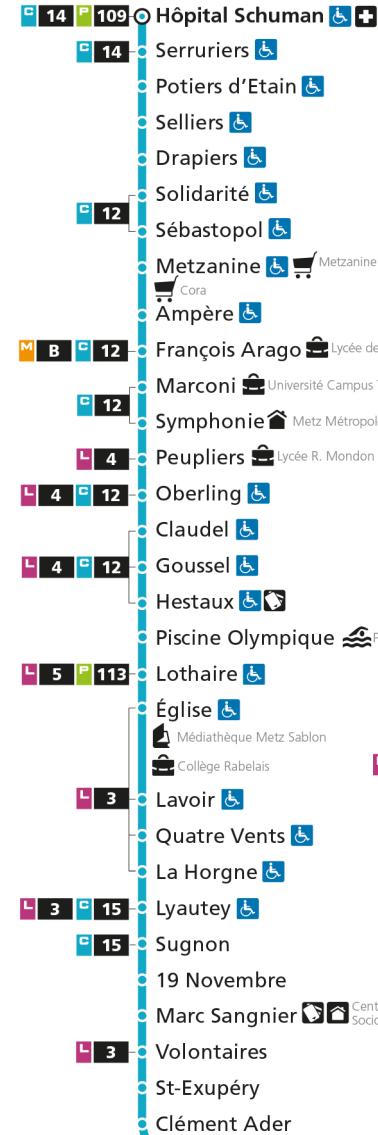 C 14 P 109 Hôpital Schuman
C 14 Serruriers
Potiers d'Etain
Selliers
Drapiers
Solidarité
C 12
Sébastopol
Metzanine Metzanine
Cora
Ampère
M B C 12 François Arago Lycée de
Marconi Université Campus
C 12
Symphonie Metz Métropol
L 4 Peupliers Lycée R. Mondon
L 4 C 12 Oberling
Claudel
L 4 C 12 Goussel
Hestaux
Piscine Olympique
L 5 P 113 Lothaire
Église
Médiathèque Metz Sablon
Collège Rabelais
L 3 Lavoir
Quatre Vents
La Horgne
L 3 C 15 Lyautey
C 15 Sugnon
19 Novembre
Marc Sangnier Cent
Socio
L 3 Volontaires
St-Exupéry
Clément Ader